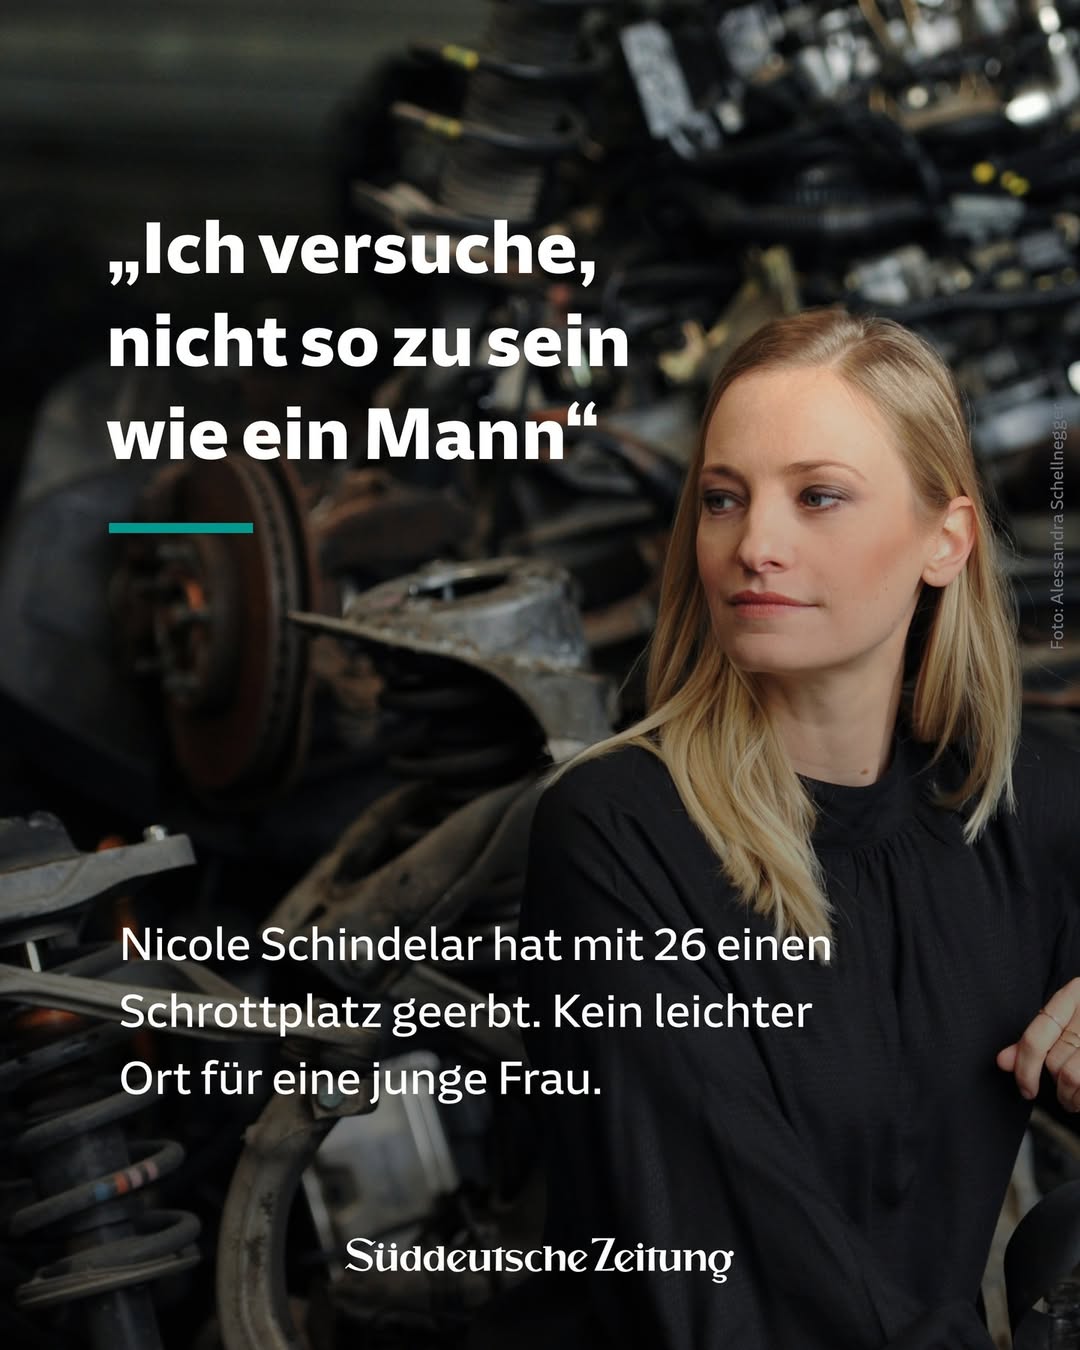 „Ich versuche,
nicht so zu sein
wie ein Mann“
Foto: Alessandra Schellnegger
Nicole Schindelar hat mit 26 einen
Schrottplatz geerbt. Kein leichter
Ort für eine junge Frau.
Süddeutsche Zeitung